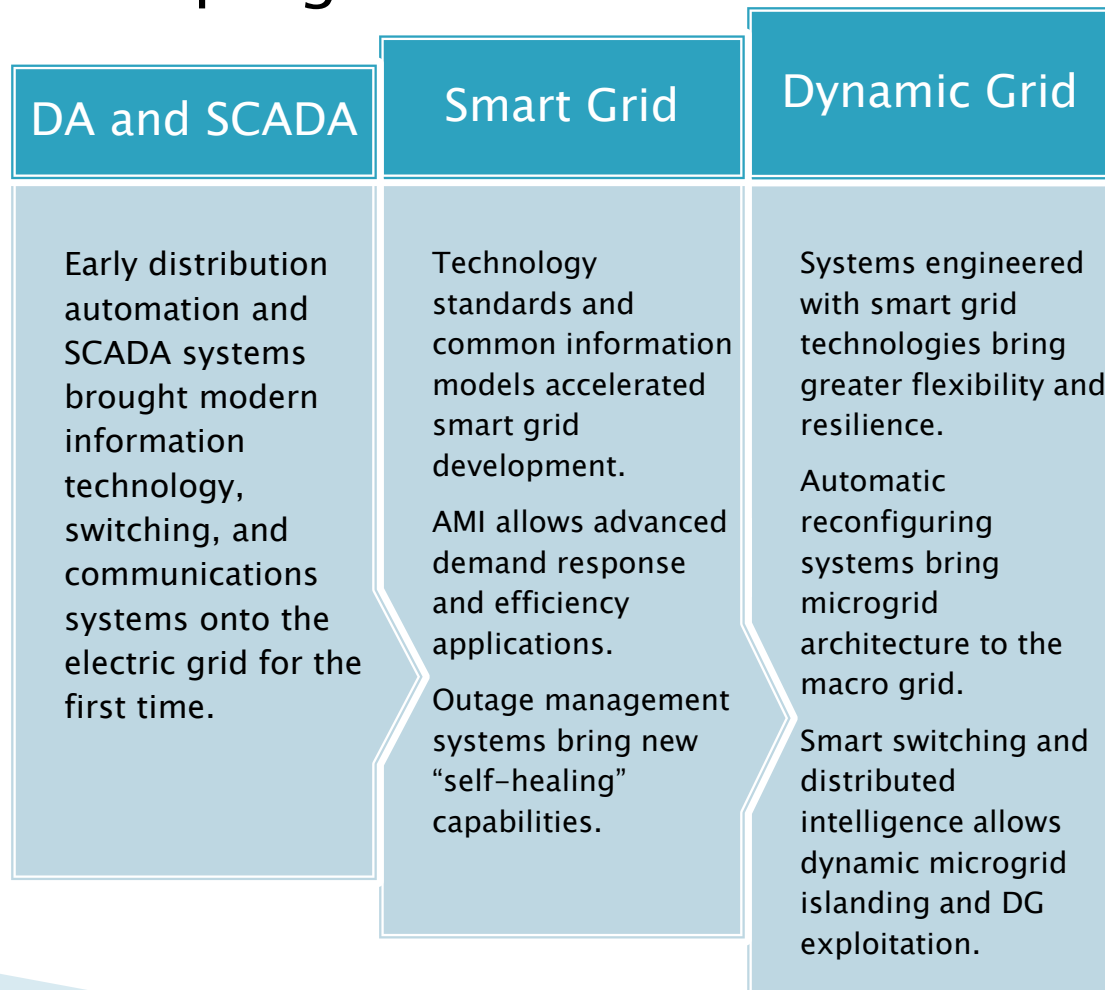 DA and SCADA
Early distribution
automation and
SCADA systems
brought modern
information
technology,
switching, and
communications
systems onto the
electric grid for the
first time.
Smart Grid
Technology
standards and
common information
models accelerated
smart grid
development.
AMI allows advanced
demand response
and efficiency
applications.
Outage management
systems bring new
“self-healing”
capabilities.
Dynamic Grid
Systems engineered
with smart grid
technologies bring
greater flexibility and
resilience.
Automatic
reconfiguring
systems bring
microgrid
architecture to the
macro grid.
Smart switching and
distributed
intelligence allows
dynamic microgrid
islanding and DG
exploitation.